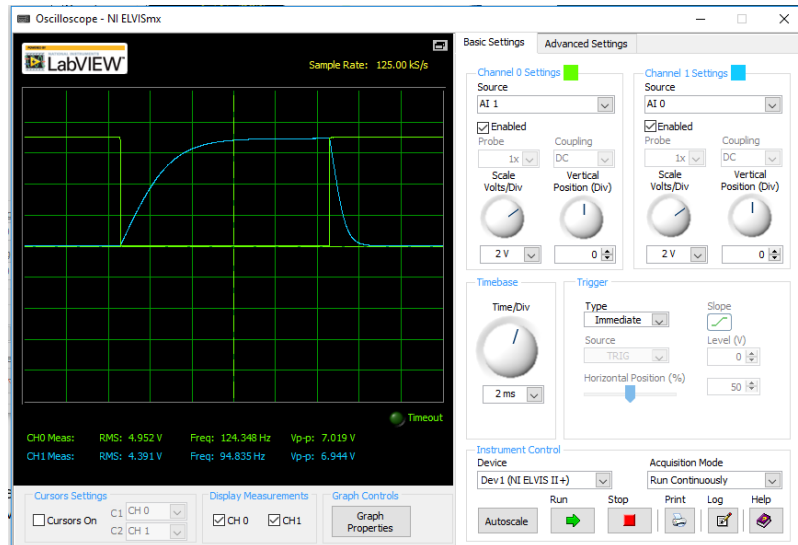 Oscilloscope - NI ELVISmx
POWERED BY
NATIONAL INSTRUMENTS
LabVIEW
Sample Rate: 125.00 kS/s
Timeout
CH0 Meas: RMS: 4.952 V Freq: 124.348 Hz Vp-p: 7.019 V
CH1 Meas: RMS: 4.391 V Freq: 94.835 Hz Vp-p: 6.944 V
Cursors Settings
Cursors On
C1 CH 0
C2 CH 1
Display Measurements
CH 0
CH1
Graph Controls
Graph
Properties
Basic Settings
Advanced Settings
Channel 0 Settings
Source
AI 1
Enabled
Probe
Coupling
1x
DC
Scale
Volts/Div
Vertical
Position (Div)
2 V
0
Channel 1 Settings
Source
AI 0
Enabled
Probe
Coupling
1x
DC
Scale
Volts/Div
Vertical
Position (Div)
2 V
0
Timebase
Time/Div
2 ms
Trigger
Type
Immediate
Slope
Source
TRIG
Level (V)
0
Horizontal Position (%)
50
Instrument Control
Device
Dev1 (NI ELVIS II+)
Acquisition Mode
Run Continuously
Run
Stop
Print
Log
Help
Autoscale